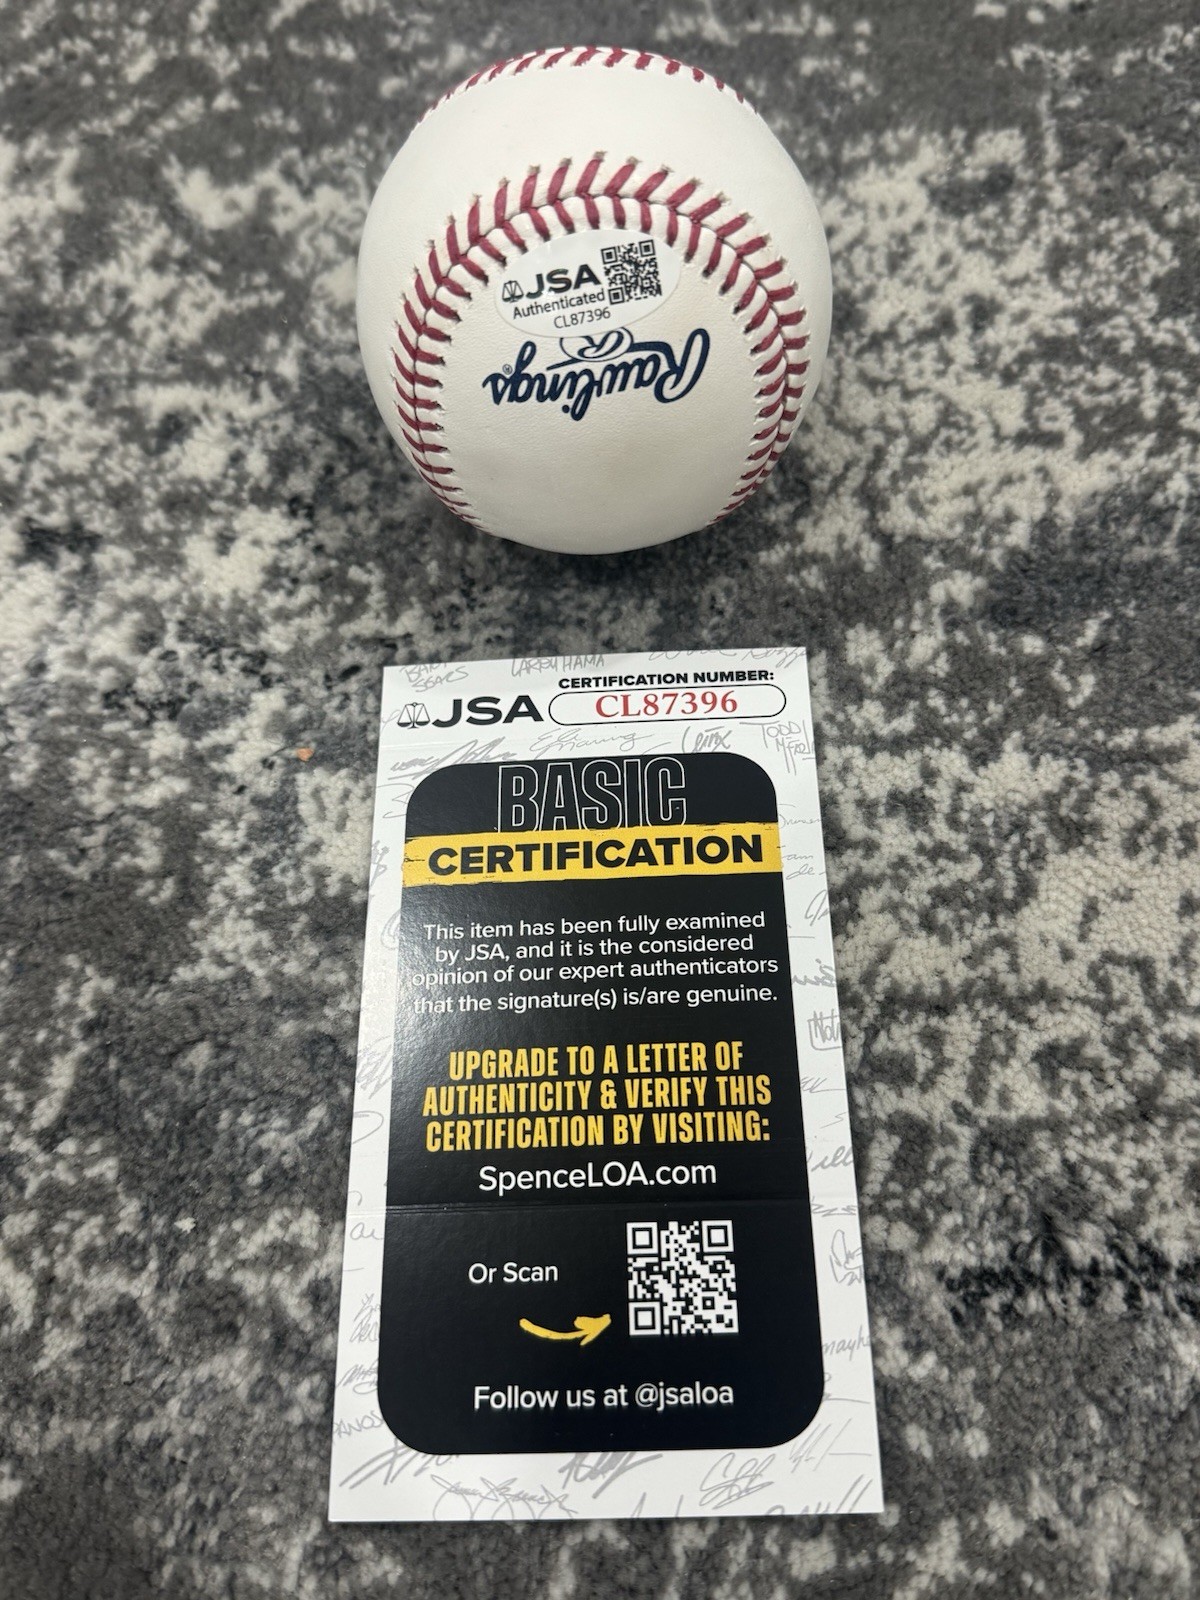 JSA
Authenticated
CL87396
Rawlings®
R
LARRY HAMA
CERTIFICATION NUMBER:
JSA CL87396
BASIC
CERTIFICATION
This item has been fully examined
by JSA, and it is the considered
opinion of our expert authenticators
that the signature(s) is/are genuine.
UPGRADE TO A LETTER OF
AUTHENTICITY & VERIFY THIS
CERTIFICATION BY VISITING:
SpenceLOA.com
Or Scan
Follow us at @jsaloa